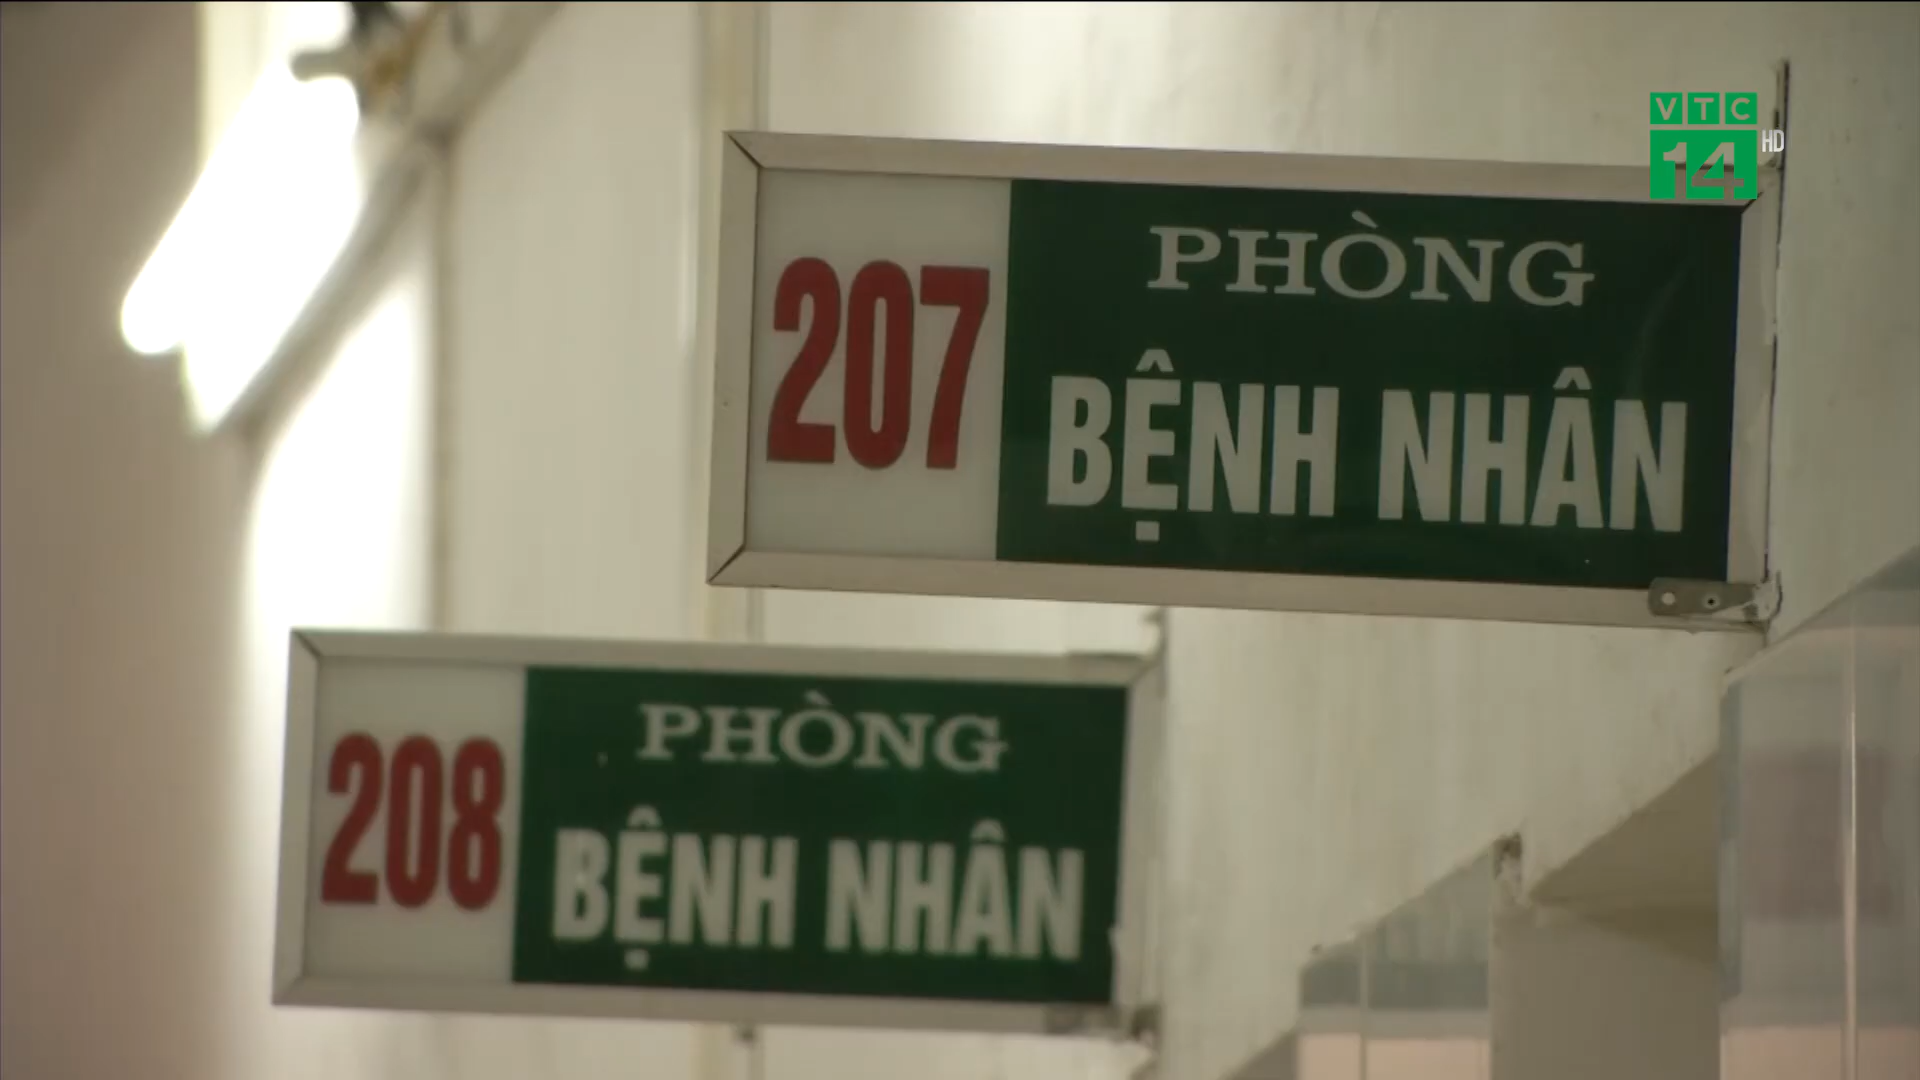 VTC
14 HD
207
PHÒNG
BỆNH NHÂN
208
PHÒNG
BỆNH NHÂN